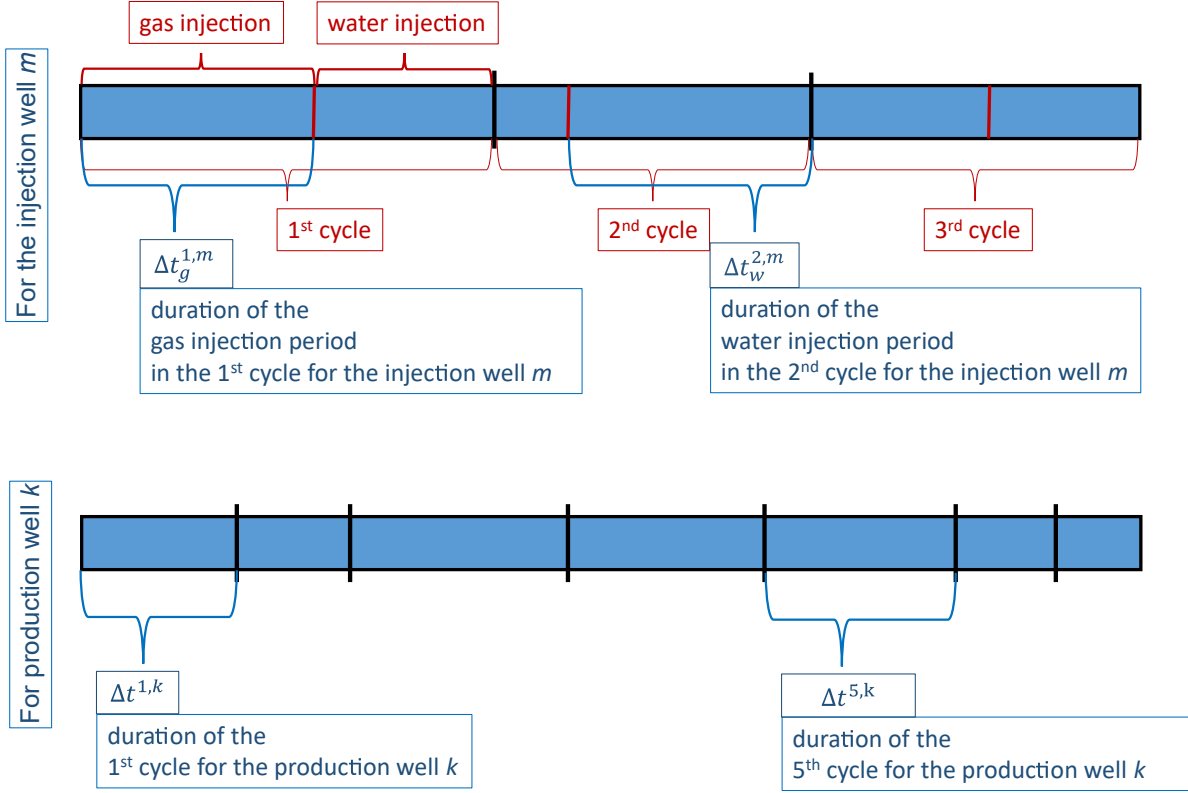 gas injection
water injection
For the injection well m
1st cycle
2nd cycle
3rd cycle
Δt_g^{1,m}
duration of the
gas injection period
in the 1st cycle for the injection well m
Δt_w^{2,m}
duration of the
water injection period
in the 2nd cycle for the injection well m
For production well k
Δt^{1,k}
duration of the
1st cycle for the production well k
Δt^{5,k}
duration of the
5th cycle for the production well k